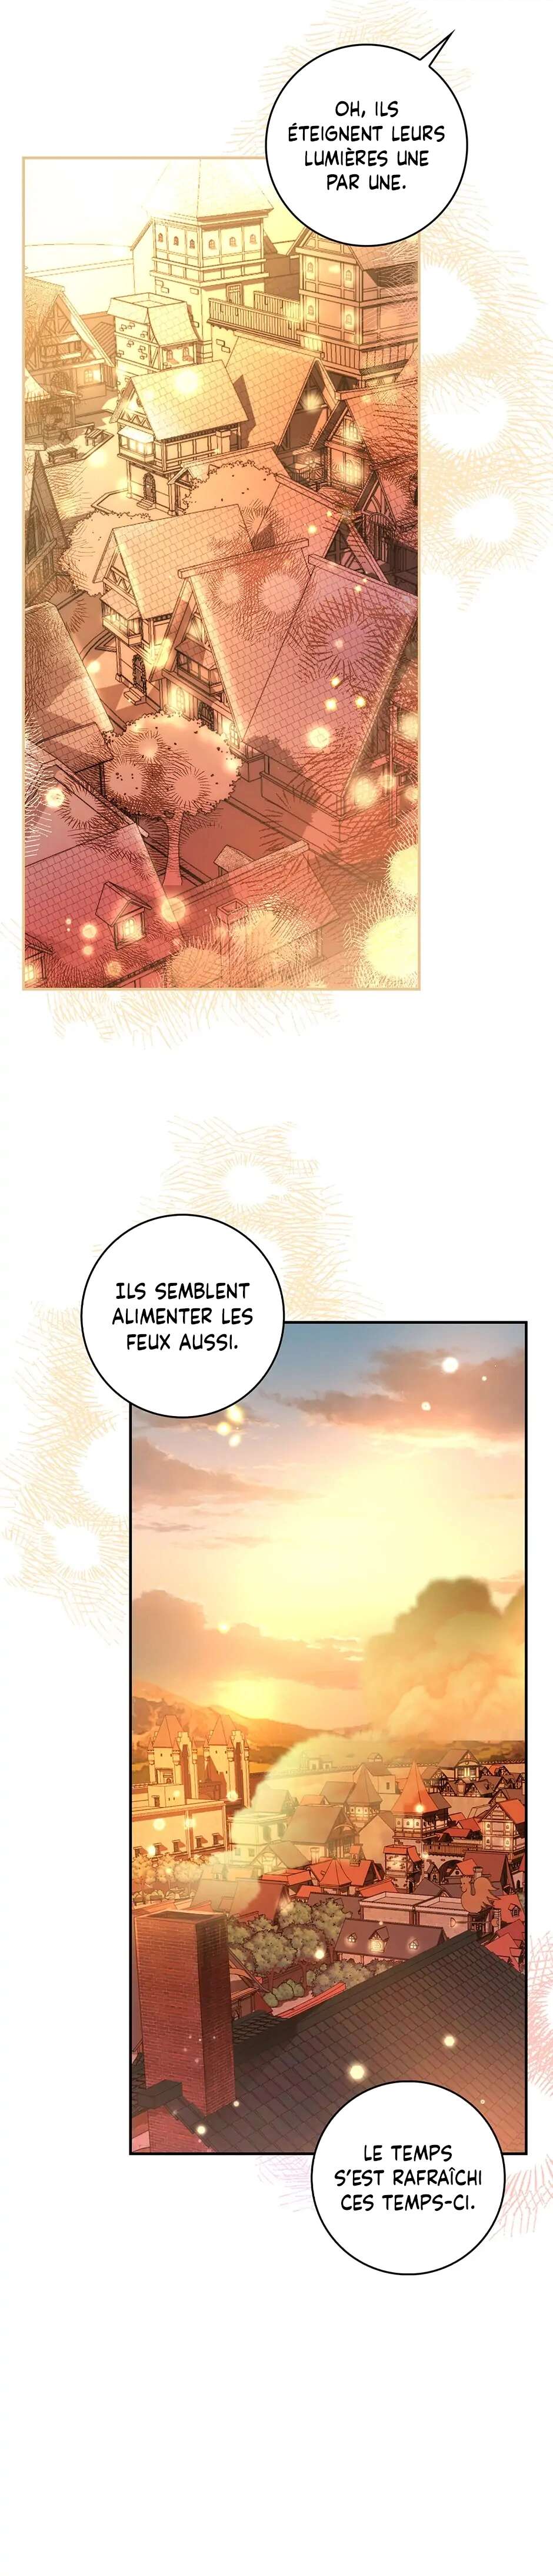 OH, ILS
ÉTEIGNENT LEURS
LUMIÈRES UNE
PAR UNE.
ILS SEMBLENT
ALIMENTER LES
FEUX AUSSI.
LE TEMPS
S'EST RAFRAÎCHI
CES TEMPS-CI.